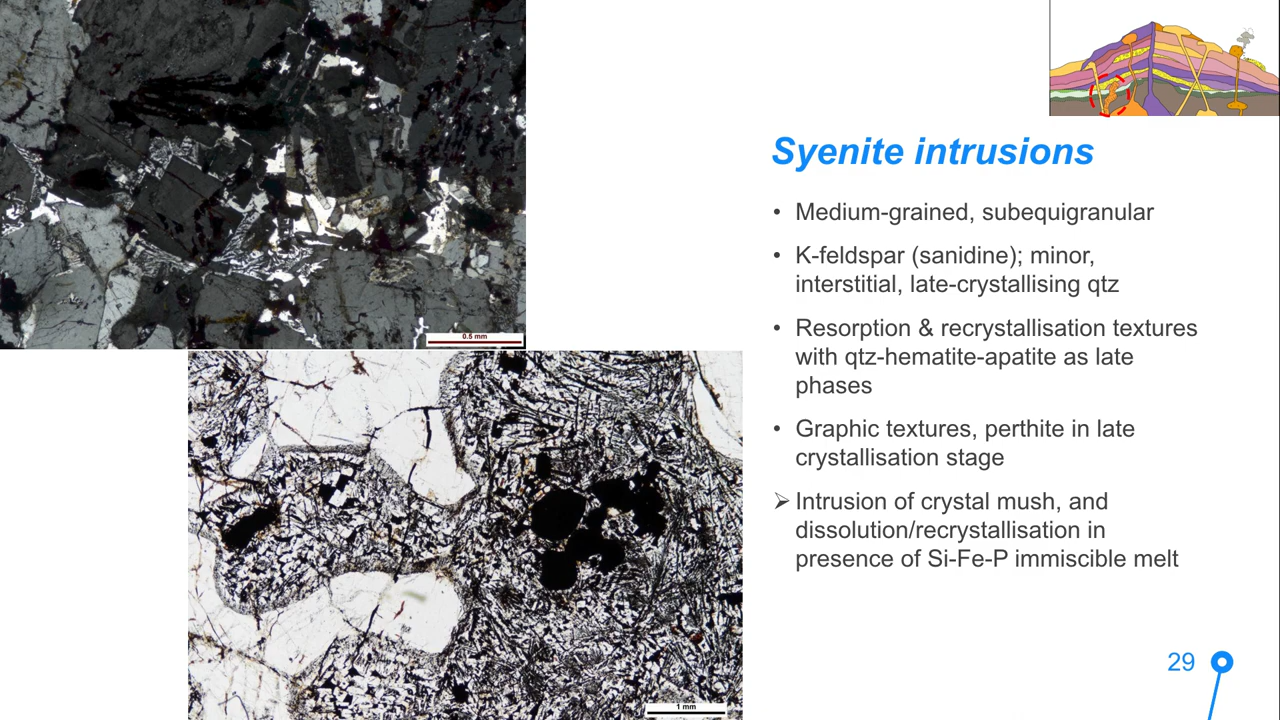 Syenite intrusions
• Medium-grained, subequigranular
• K-feldspar (sanidine); minor,
interstitial, late-crystallising qtz
• Resorption & recrystallisation textures
with qtz-hematite-apatite as late
phases
• Graphic textures, perthite in late
crystallisation stage
➢ Intrusion of crystal mush, and
dissolution/recrystallisation in
presence of Si-Fe-P immiscible melt
0.5 mm
1 mm
29